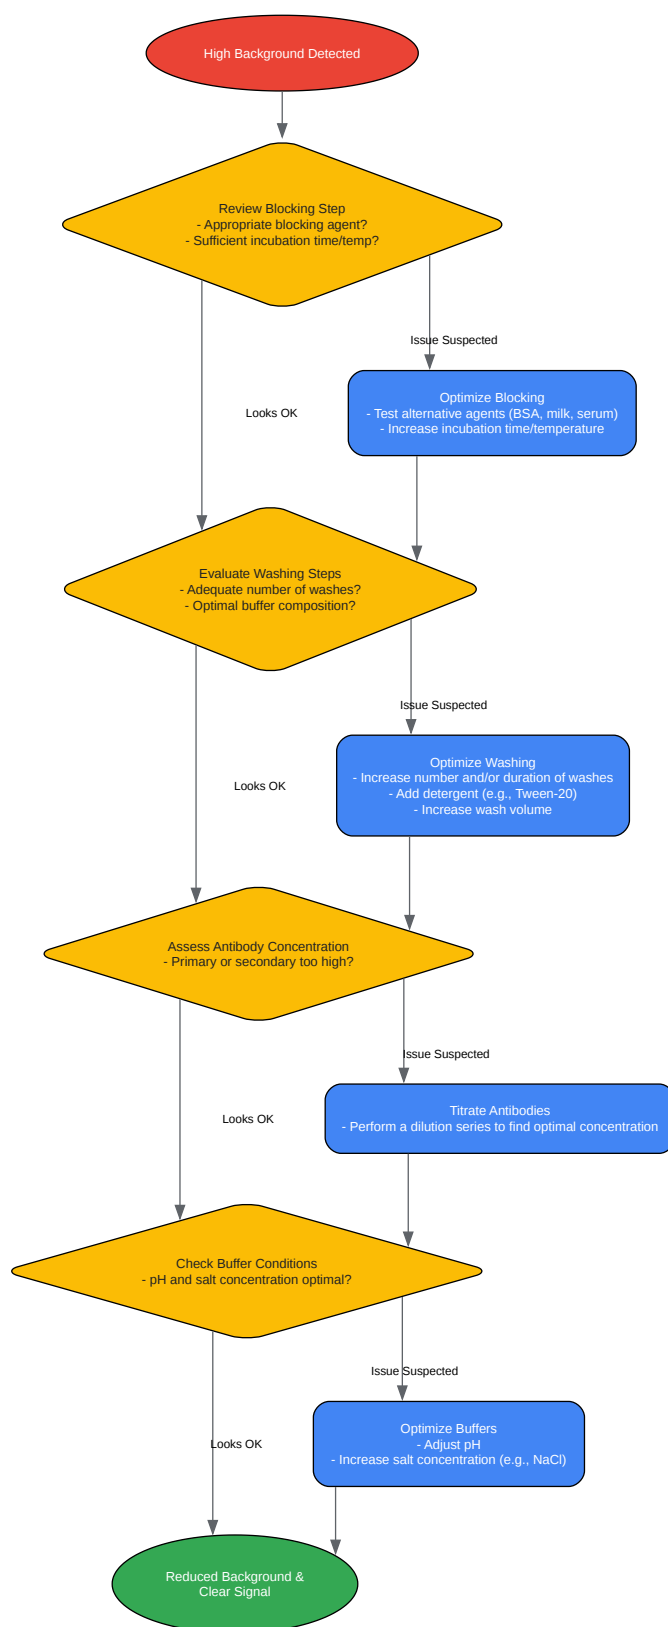 High Background Detected
Review Blocking Step
- Appropriate blocking agent?
- Sufficient incubation time/temp?
Issue Suspected
Optimize Blocking
- Test alternative agents (BSA, milk, serum)
- Increase incubation time/temperature
Looks OK
Evaluate Washing Steps
- Adequate number of washes?
- Optimal buffer composition?
Issue Suspected
Optimize Washing
- Increase number and/or duration of washes
- Add detergent (e.g., Tween-20)
- Increase wash volume
Looks OK
Assess Antibody Concentration
- Primary or secondary too high?
Issue Suspected
Titrate Antibodies
- Perform a dilution series to find optimal concentration
Looks OK
Check Buffer Conditions
- pH and salt concentration optimal?
Issue Suspected
Optimize Buffers
- Adjust pH
- Increase salt concentration (e.g., NaCl)
Looks OK
Reduced Background &
Clear Signal